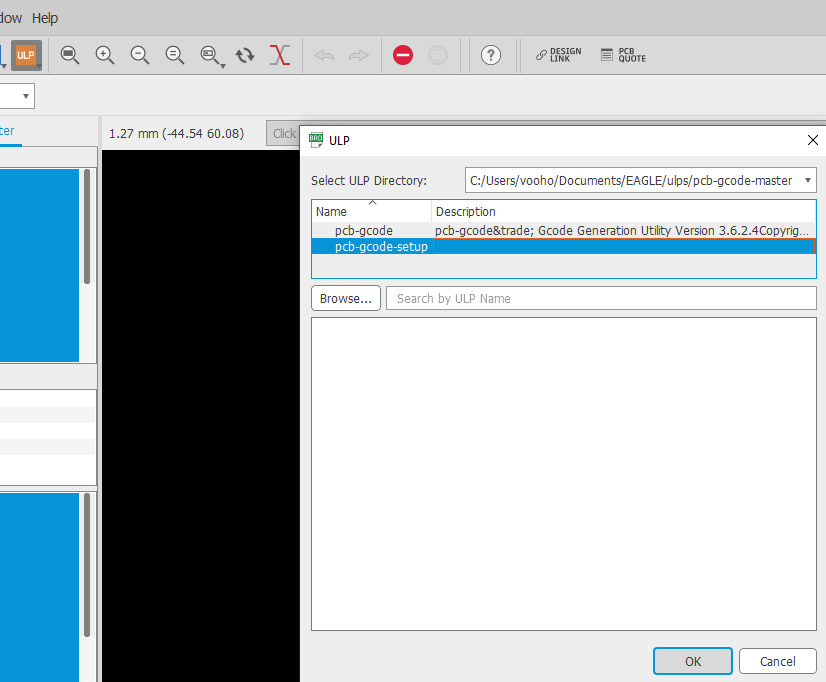 dow Help
ULP
DESIGN
LINK
PCB
QUOTE
ter
1.27 mm (-44.54 60.08)
Click
BRD
ULP
Select ULP Directory:
C:/Users/vooho/Documents/EAGLE/ulps/pcb-gcode-master
Name
Description
pcb-gcode
pcb-gcode&trade; Gcode Generation Utility Version 3.6.2.4Copyrig...
pcb-gcode-setup
Browse...
Search by ULP Name
OK
Cancel